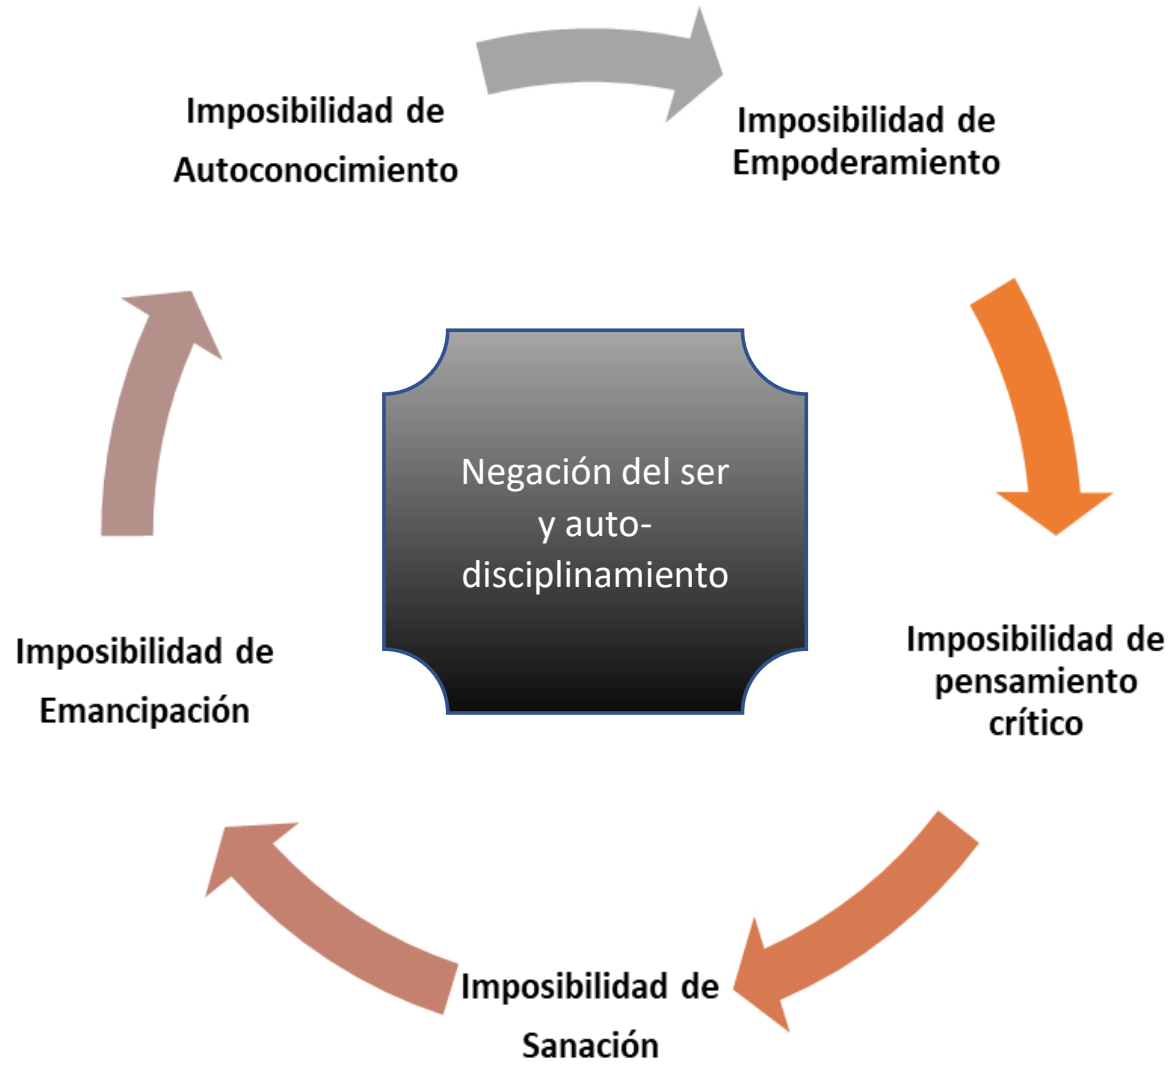 Imposibilidad de
Autoconocimiento
Imposibilidad de
Empoderamiento
Negación del ser
y auto-
disciplinamiento
Imposibilidad de
pensamiento
crítico
Imposibilidad de
Sanación
Imposibilidad de
Emancipación